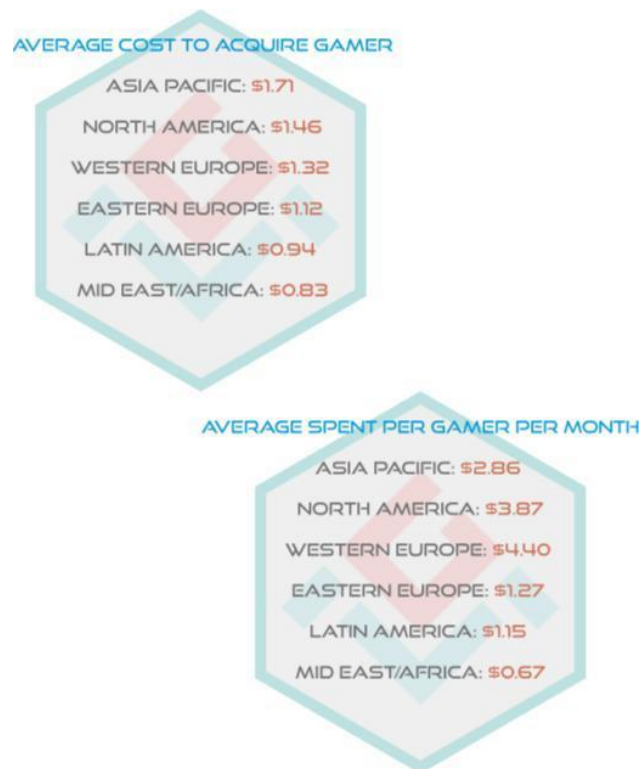 AVERAGE COST TO ACQUIRE GAMER
ASIA PACIFIC: $1.71
NORTH AMERICA: $1.46
WESTERN EUROPE: $1.32
EASTERN EUROPE: $1.12
LATIN AMERICA: $0.94
MID EAST/AFRICA: $0.83
AVERAGE SPENT PER GAMER PER MONTH
ASIA PACIFIC: $2.86
NORTH AMERICA: $3.87
WESTERN EUROPE: $4.40
EASTERN EUROPE: $1.27
LATIN AMERICA: $1.15
MID EAST/AFRICA: $0.67